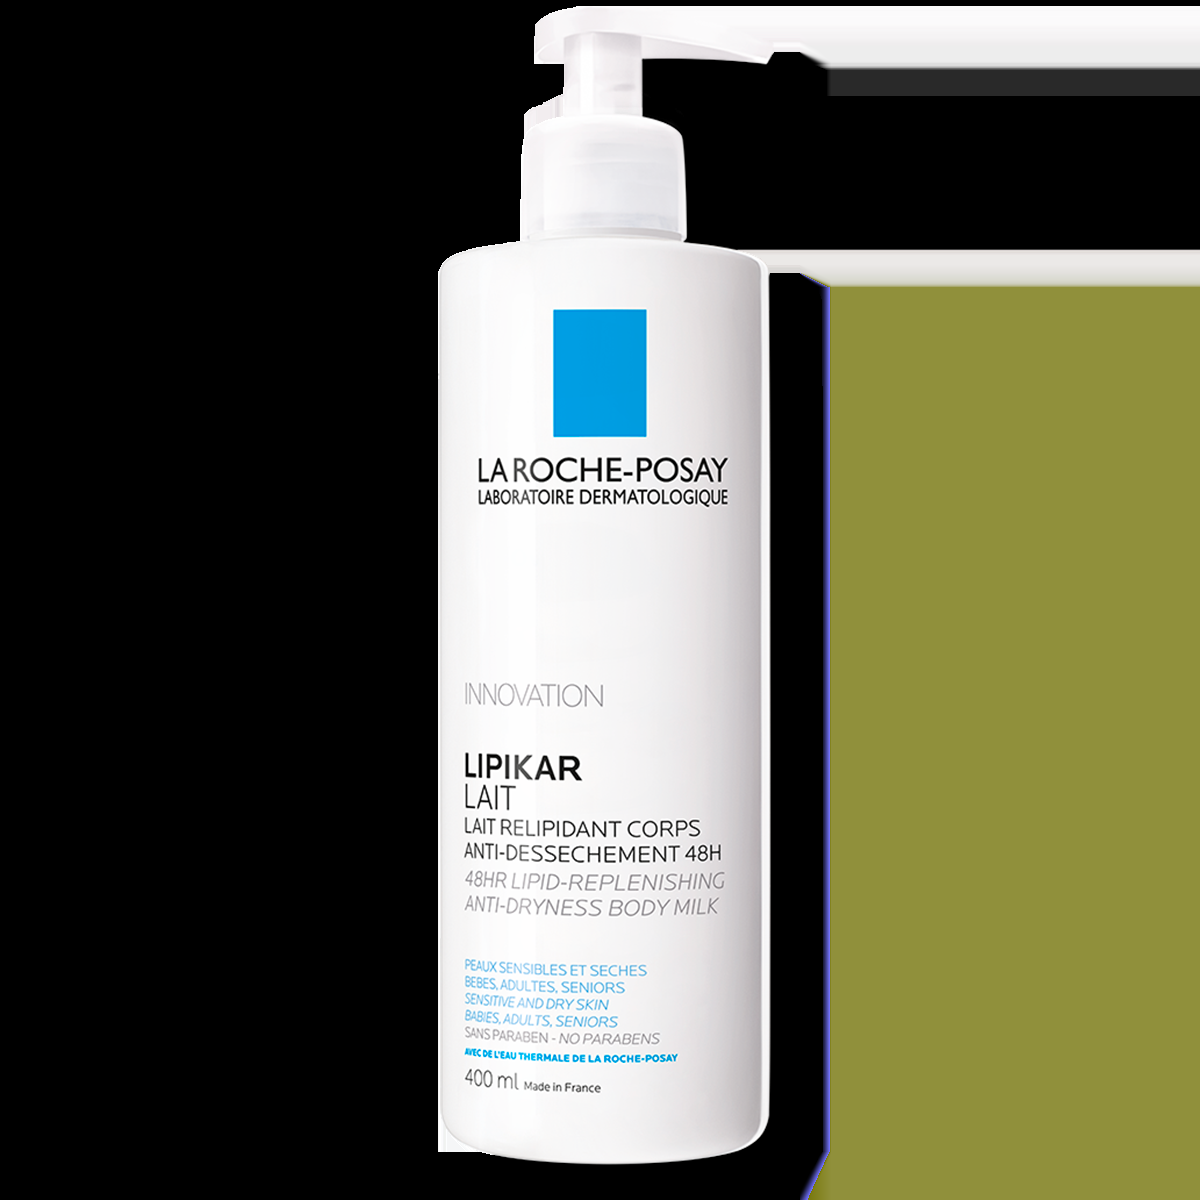 LA ROCHE-POSAY
LABORATOIRE DERMATOLOGIQUE
INNOVATION
LIPIKAR
LAIT
LAIT RELIPIDANT CORPS
ANTI-DESSECHEMENT 48H
48HR LIPID-REPLENISHING
ANTI-DRYNESS BODY MILK
PEAUX SENSIBLES ET SECHES
BEBES, ADULTES, SENIORS
SENSITIVE AND DRY SKIN
BABIES, ADULTS, SENIORS
SANS PARABEN - NO PARABENS
AVEC DE L'EAU THERMALE DE LA ROCHE-POSAY
400 ml Made in France